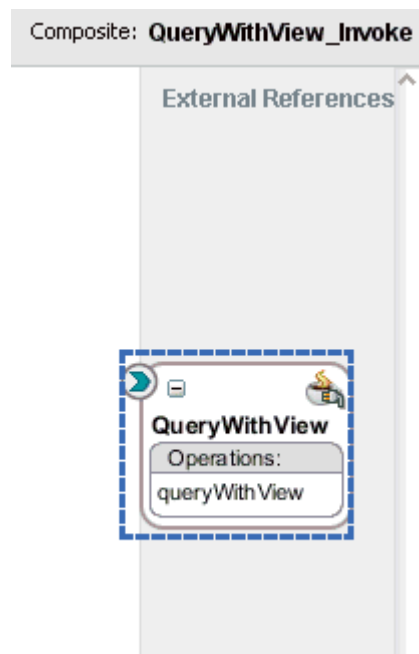 Composite: QueryWithView_Invoke
External References
QueryWithView
Operations:
queryWithView